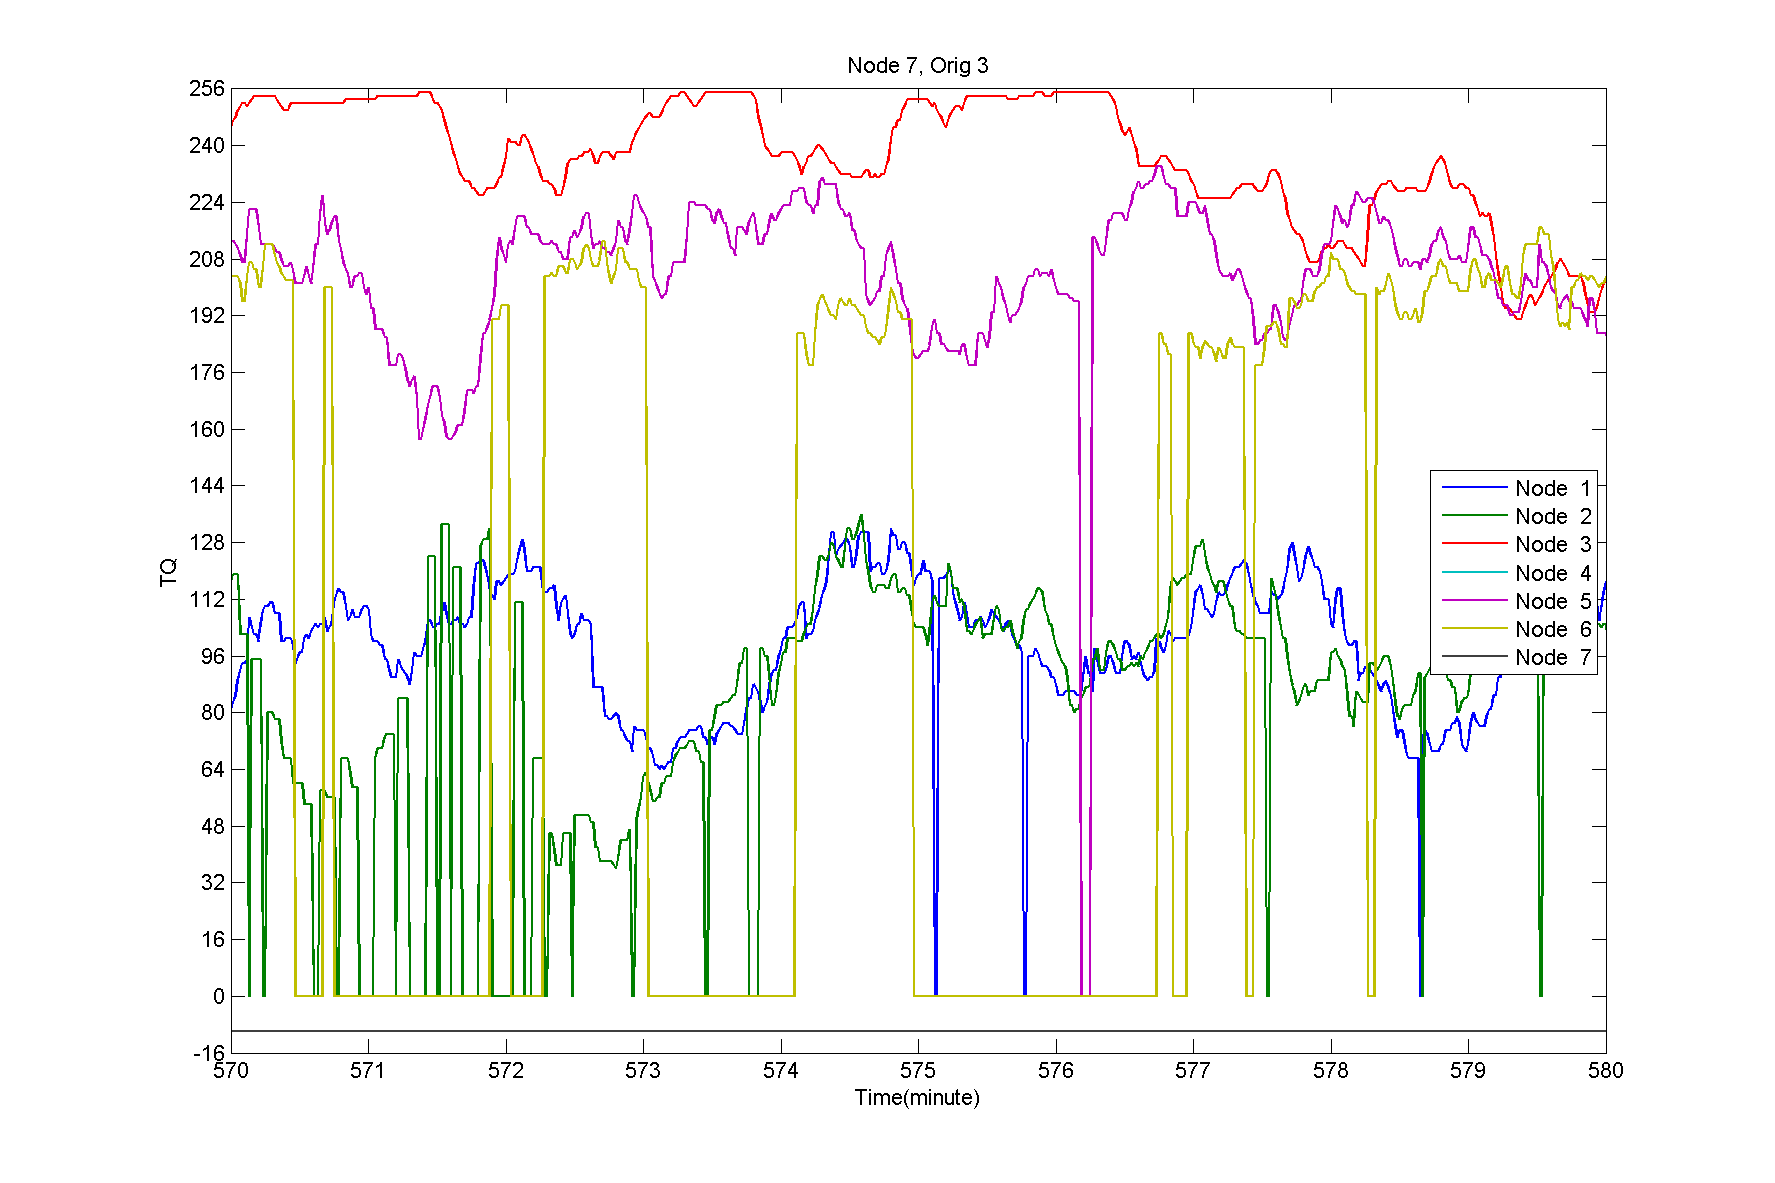 Node 7, Orig 3
256
240
224
208
192
176
160
144
128
112
96
80
64
48
32
16
0
-16
TQ
Node 1
Node 2
Node 3
Node 4
Node 5
Node 6
Node 7
570 571 572 573 574 575 576 577 578 579 580
Time(minute)